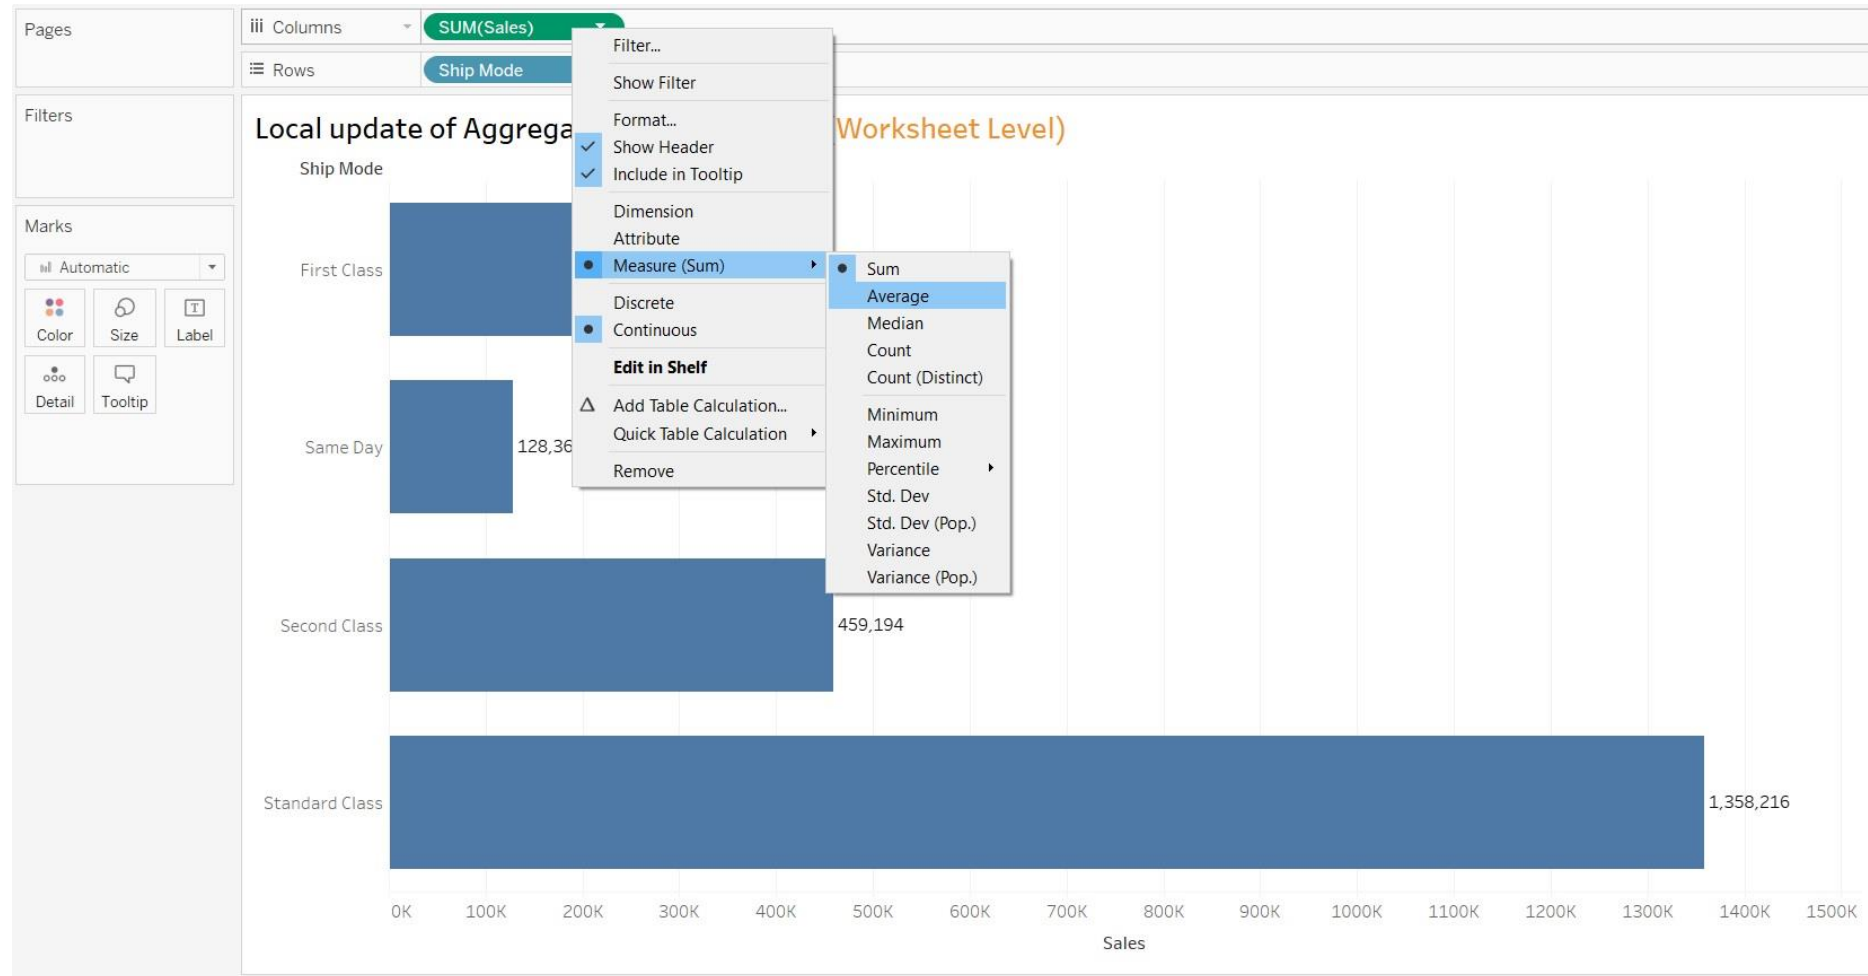 Pages
Columns
SUM(Sales)
Rows
Ship Mode
Filters
Marks
Automatic
Color
Size
Label
Detail
Tooltip
Local update of Worksheet Level)
Ship Mode
First Class
Same Day
Second Class
459,194
Standard Class
1,358,216
0K 100K 200K 300K 400K 500K 600K 700K 800K 900K 1000K 1100K 1200K 1300K 1400K 1500K
Sales
Filter...
Show Filter
Format...
Show Header
Include in Tooltip
Dimension
Attribute
Measure (Sum)
Discrete
Continuous
Edit in Shelf
Add Table Calculation...
Quick Table Calculation
Remove
Sum
Average
Median
Count
Count (Distinct)
Minimum
Maximum
Percentile
Std. Dev
Std. Dev (Pop.)
Variance
Variance (Pop.)